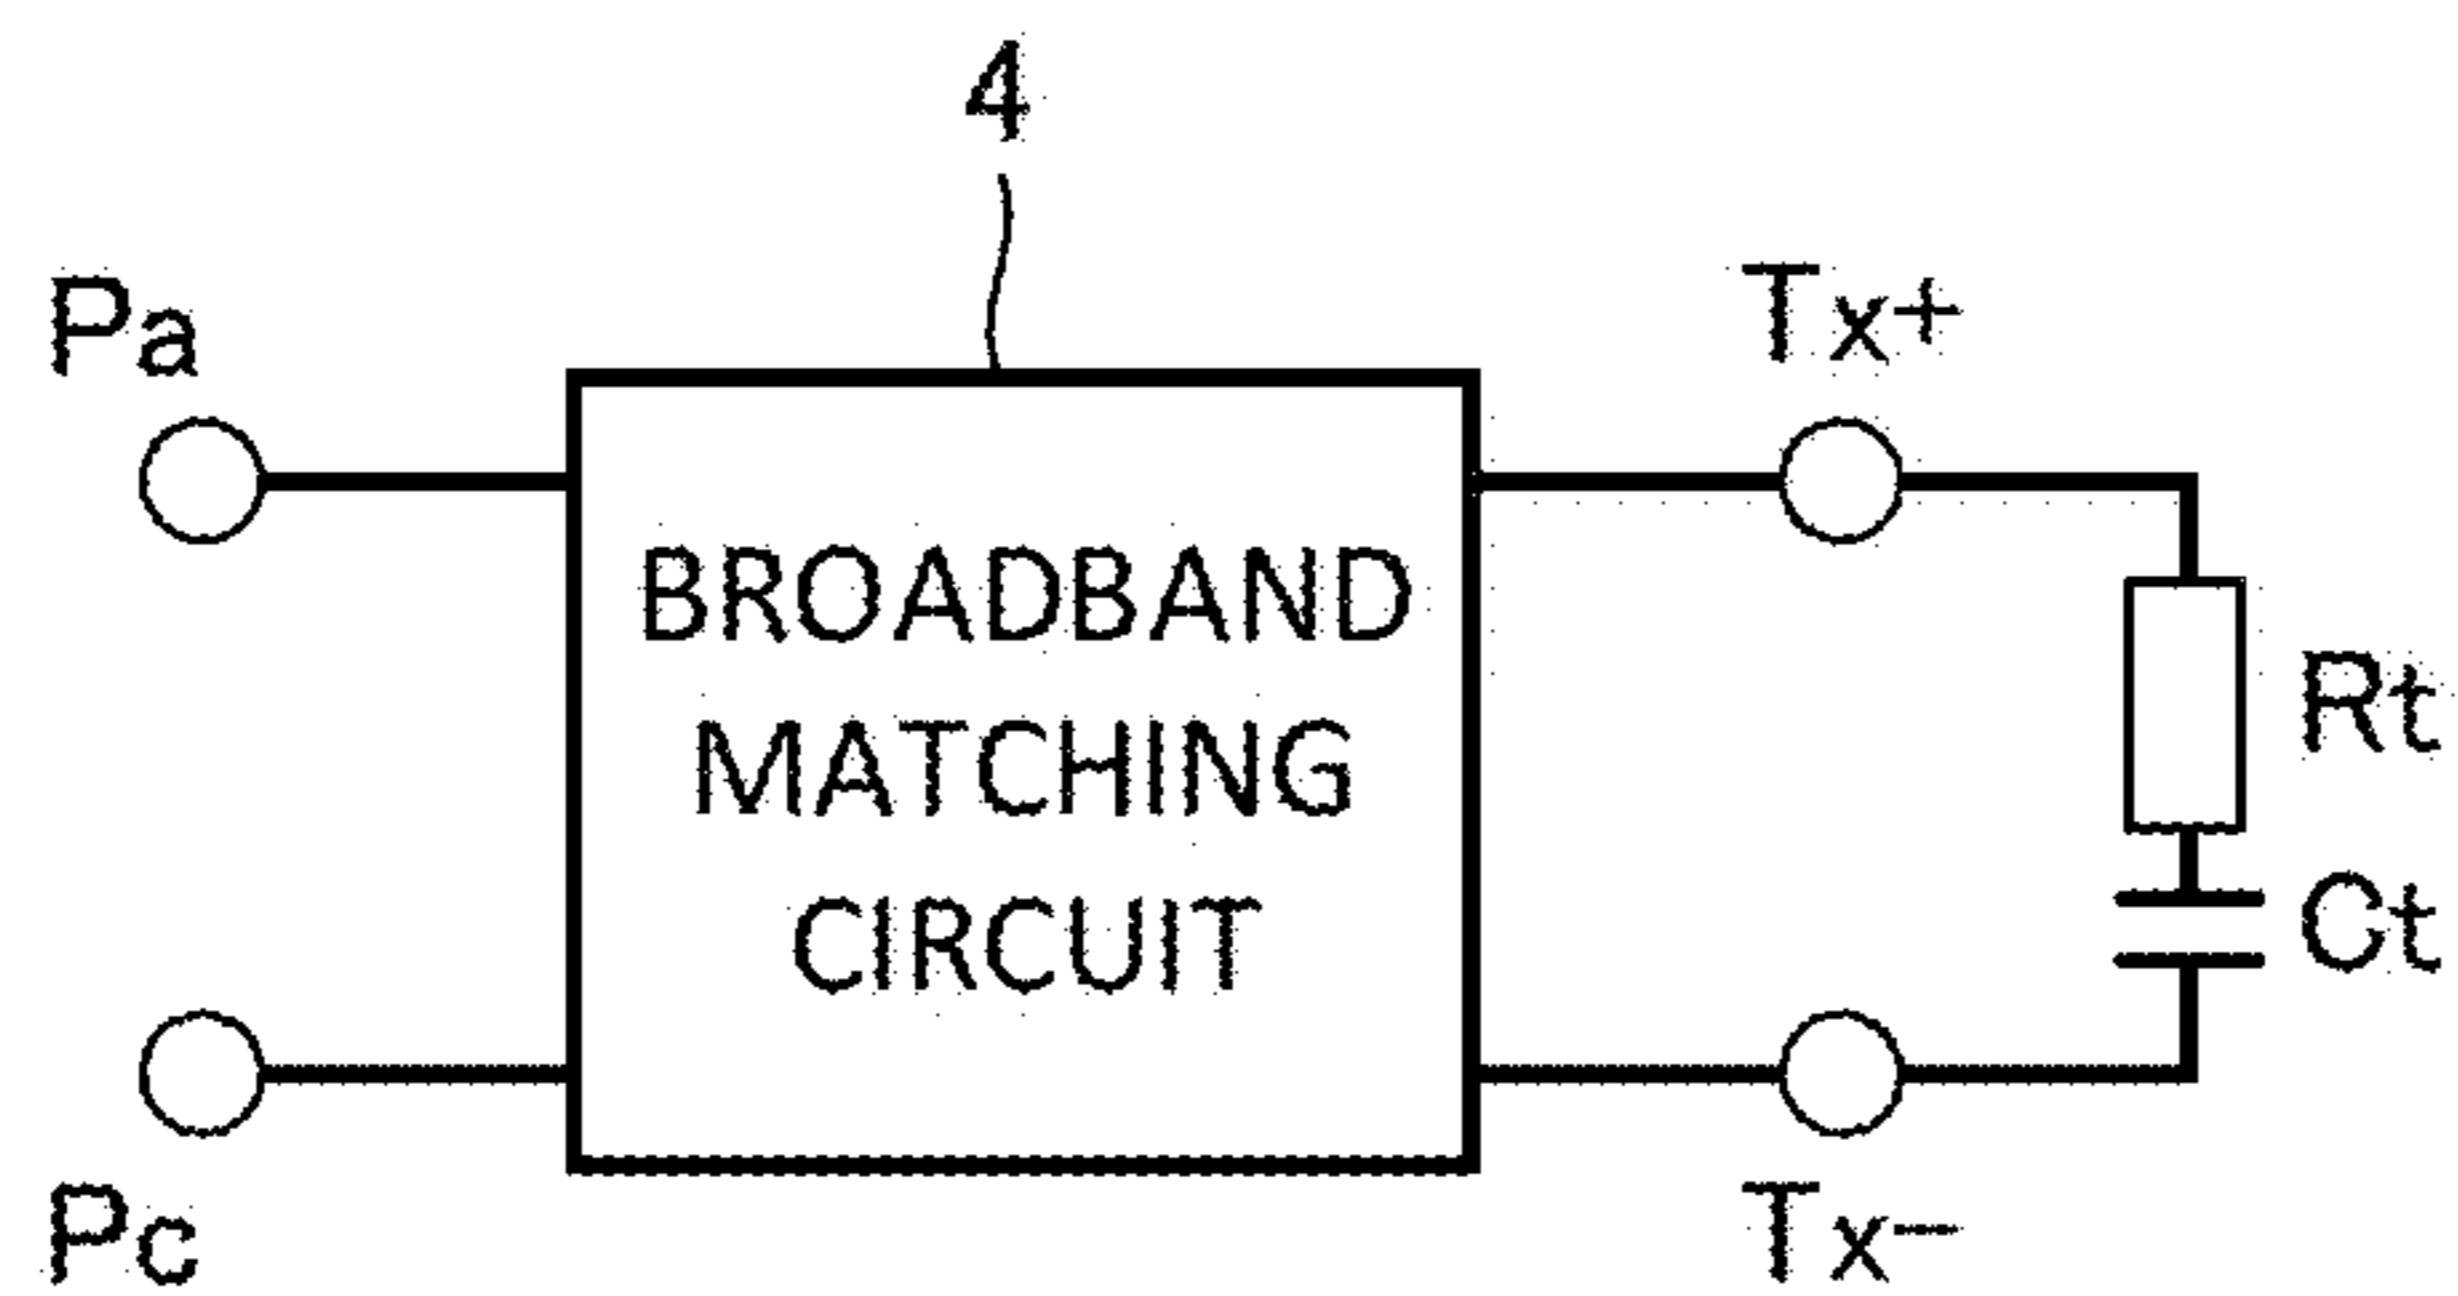 4
Pa
Tx+
BROADBAND
MATCHING
CIRCUIT
Rt
Ct
Pc
Tx−